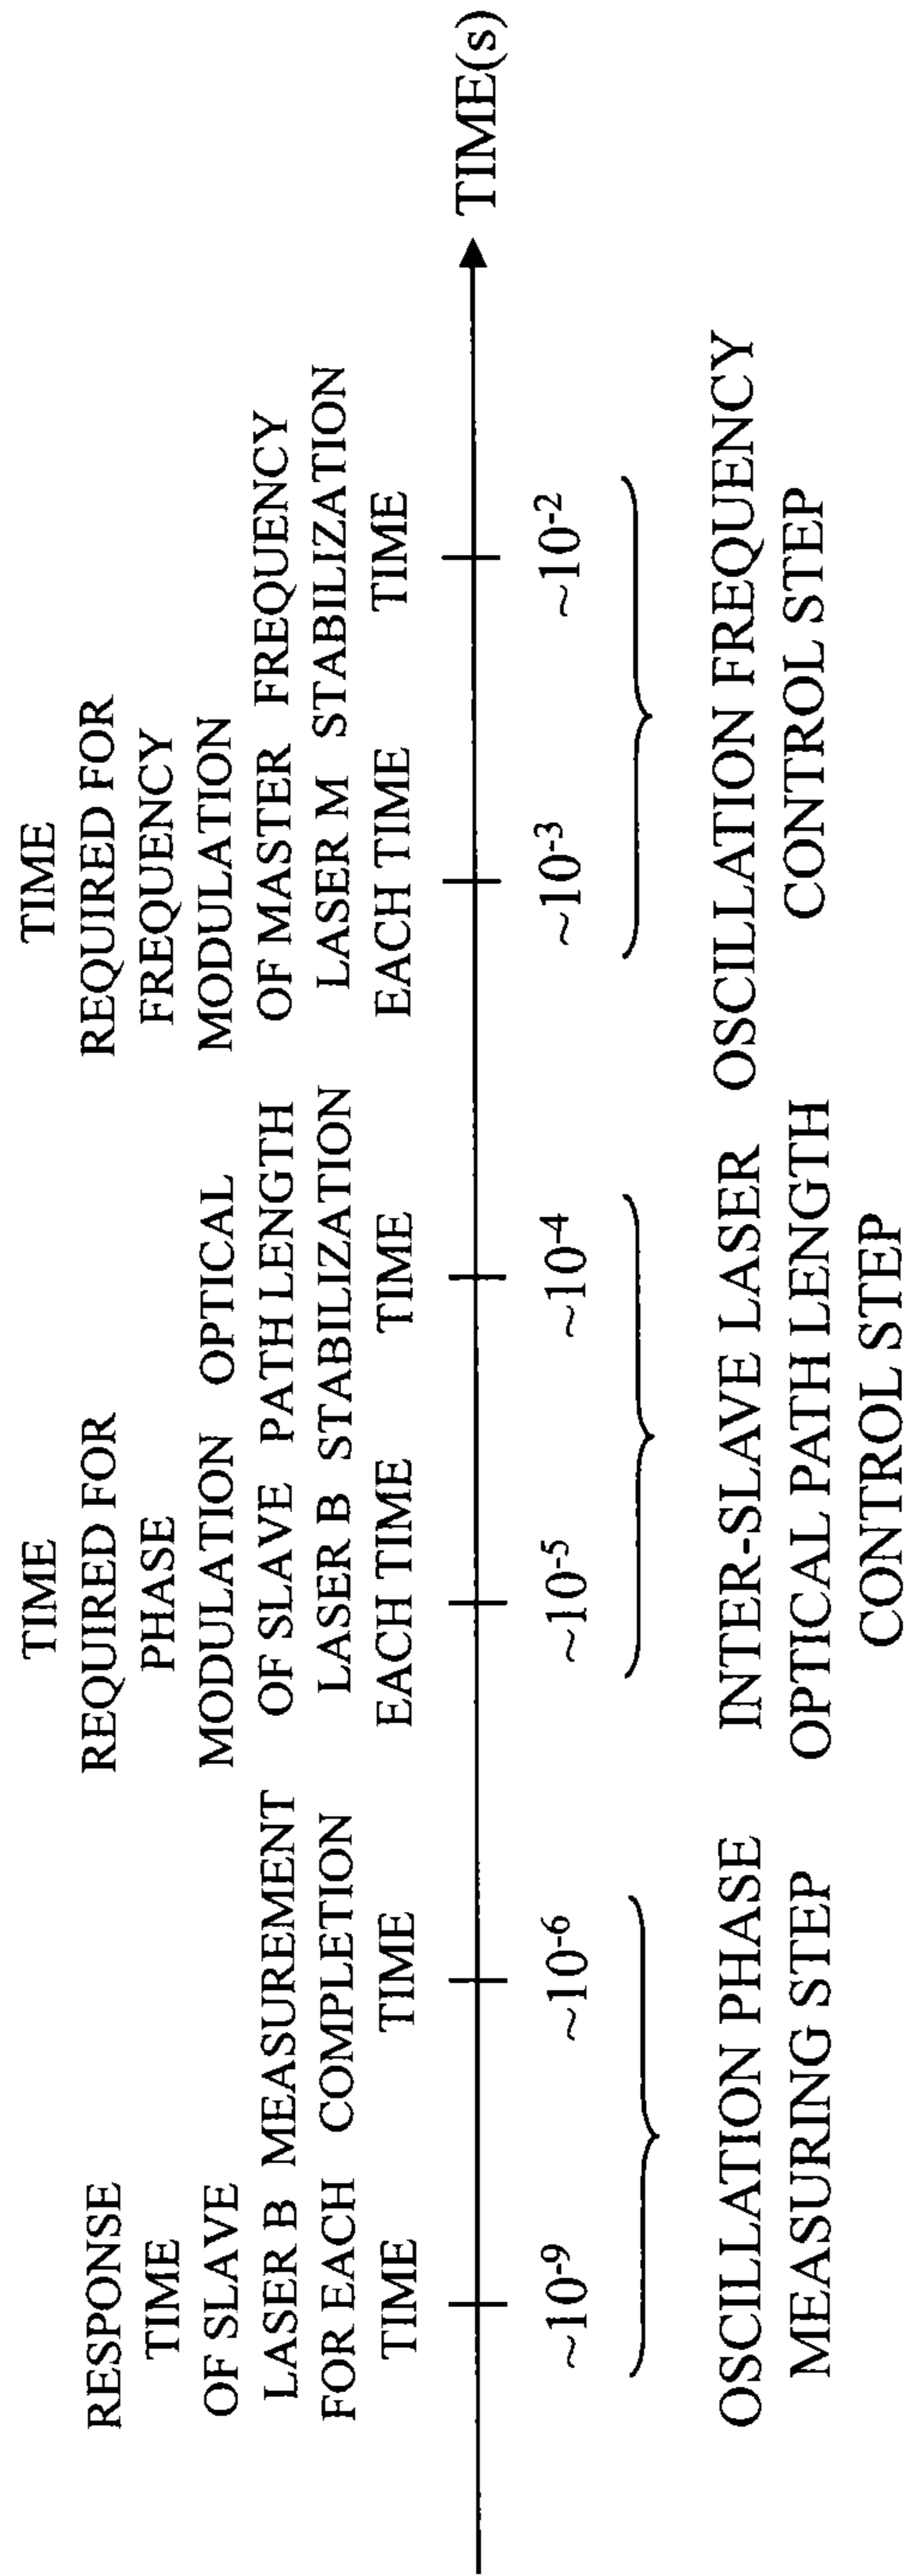 RESPONSE
TIME
OF SLAVE
LASER B
FOR EACH
TIME
MEASUREMENT
COMPLETION
TIME
TIME
REQUIRED FOR
PHASE
MODULATION
OF SLAVE
LASER B
EACH TIME
OPTICAL
PATH LENGTH
STABILIZATION
TIME
TIME
REQUIRED FOR
FREQUENCY
MODULATION
OF MASTER
LASER M
EACH TIME
FREQUENCY
STABILIZATION
TIME
TIME(s)
~10⁻⁹
~10⁻⁶
~10⁻⁵
~10⁻⁴
~10⁻³
~10⁻²
OSCILLATION PHASE
MEASURING STEP
INTER-SLAVE LASER
OPTICAL PATH LENGTH
CONTROL STEP
OSCILLATION FREQUENCY
CONTROL STEP